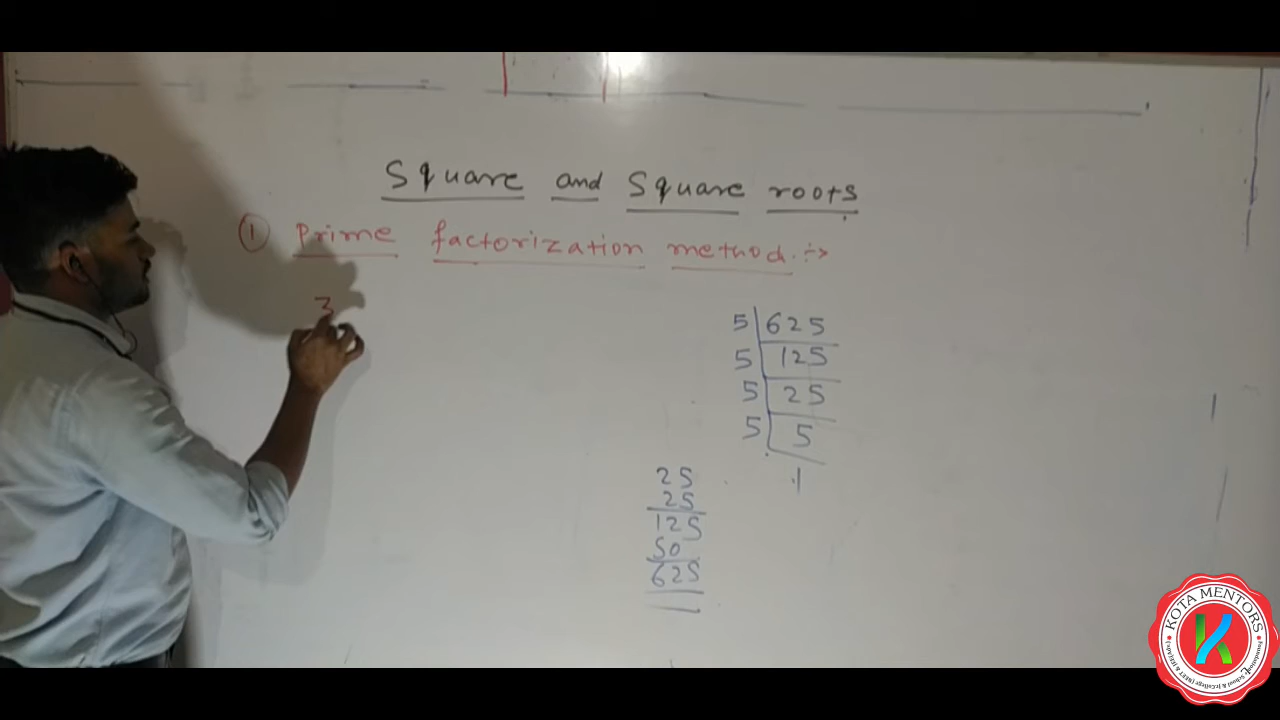 Square and Square roots
① Prime factorization method :->
3
5 | 625
5 | 125
5 | 25
5 | 5
1
25
25
125
50
625
KOTA MENTORS